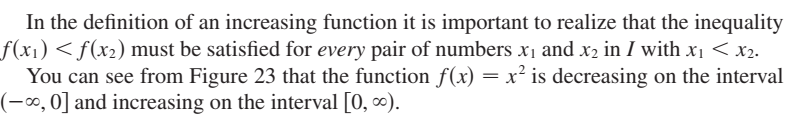 In the definition of an increasing function it is important to realize that the inequality
f(x₁) < f(x₂) must be satisfied for every pair of numbers x₁ and x₂ in I with x₁ < x₂.
You can see from Figure 23 that the function f(x) = x² is decreasing on the interval
(−∞, 0] and increasing on the interval [0, ∞).